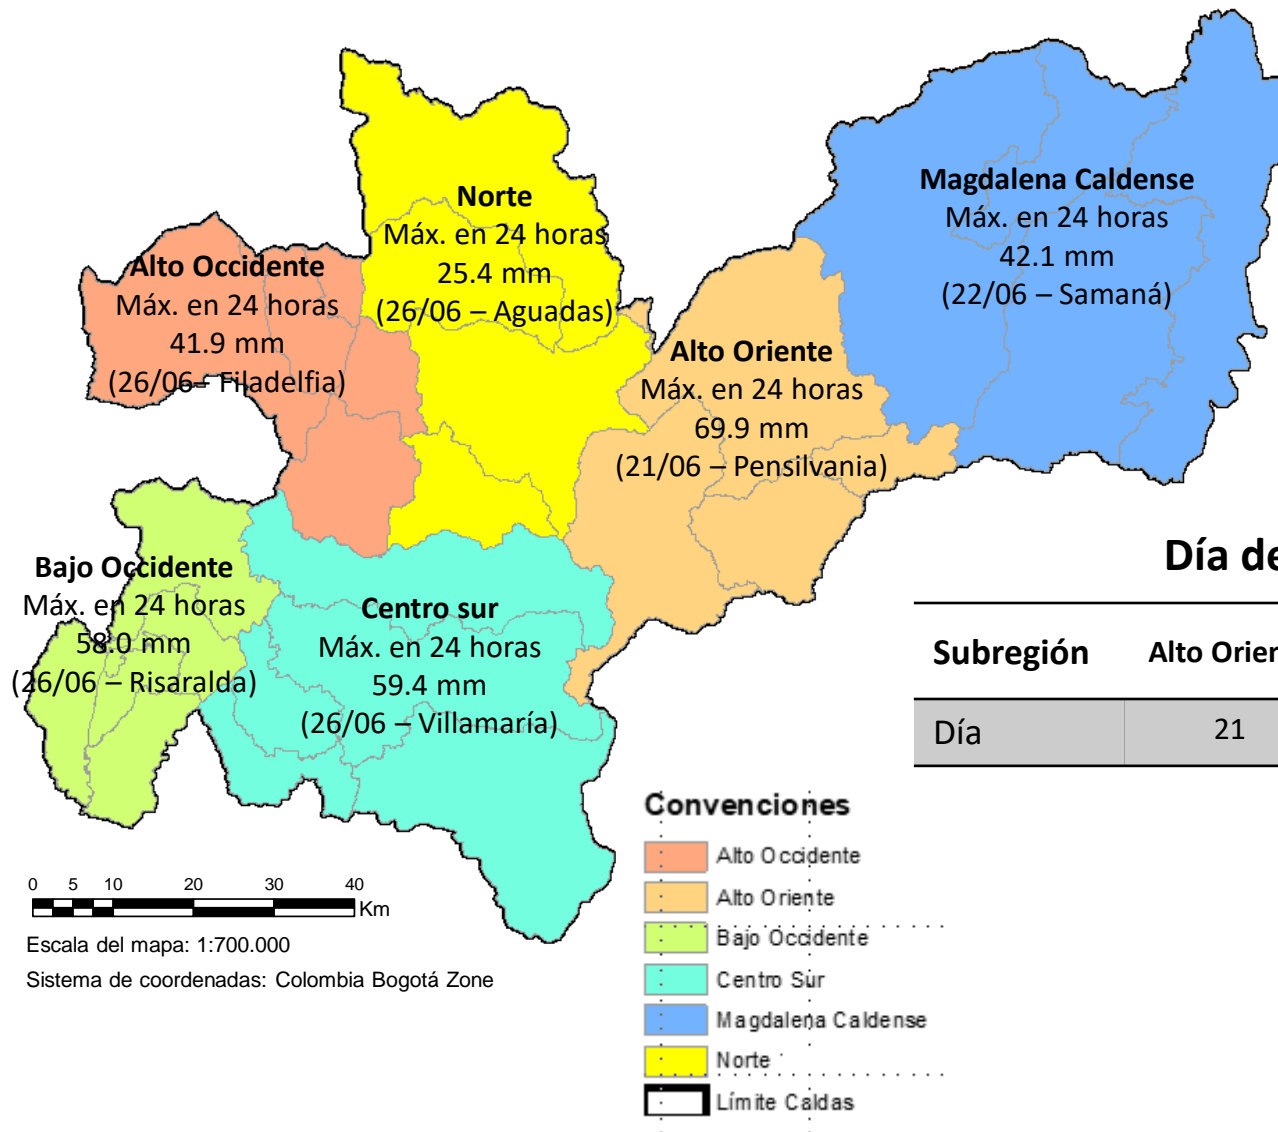 Norte
Máx. en 24 horas
25.4 mm
(26/06 – Aguadas)
Magdalena Caldense
Máx. en 24 horas
42.1 mm
(22/06 – Samaná)
Alto Occidente
Máx. en 24 horas
41.9 mm
(26/06– Filadelfia)
Alto Oriente
Máx. en 24 horas
69.9 mm
(21/06 – Pensilvania)
Bajo Occidente
Máx. en 24 horas
58.0 mm
(26/06 – Risaralda)
Centro sur
Máx. en 24 horas
59.4 mm
(26/06 – Villamaría)
Día de
Subregión Alto Orien
Día 21
Convenciones
Alto Occidente
Alto Oriente
Bajo Occidente
Centro Sur
Magdalena Caldense
Norte
Límite Caldas
0 5 10 20 30 40
Km
Escala del mapa: 1:700.000
Sistema de coordenadas: Colombia Bogotá Zone